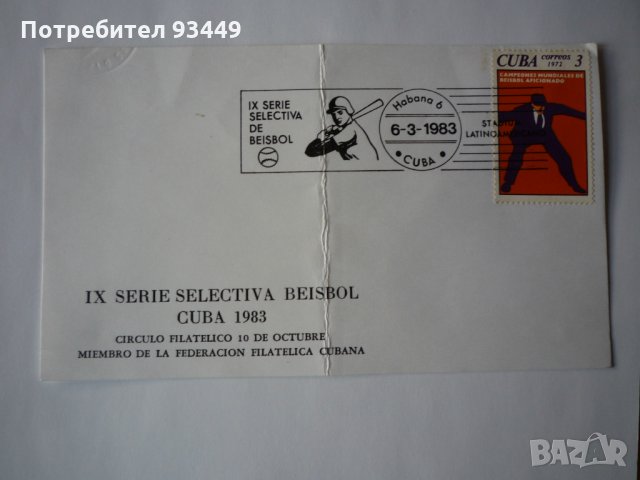 Потребител 93449
CUBA correos 1972 3
CAMPEONES MUNDIALES DE
BEISBOL AFICIONADO
IX SERIE
SELECTIVA
DE
BEISBOL
Habana 6
6-3-1983
CUBA
STADIUM
LATINOAMERICANO
IX SERIE SELECTIVA BEISBOL
CUBA 1983
CIRCULO FILATELICO 10 DE OCTUBRE
MIEMBRO DE LA FEDERACION FILATELICA CUBANA
BAZAR